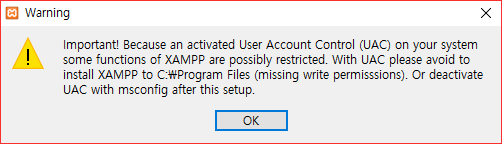 Warning
Important! Because an activated User Account Control (UAC) on your system
some functions of XAMPP are possibly restricted. With UAC please avoid to
install XAMPP to C:₩Program Files (missing write permisssions). Or deactivate
UAC with msconfig after this setup.
OK